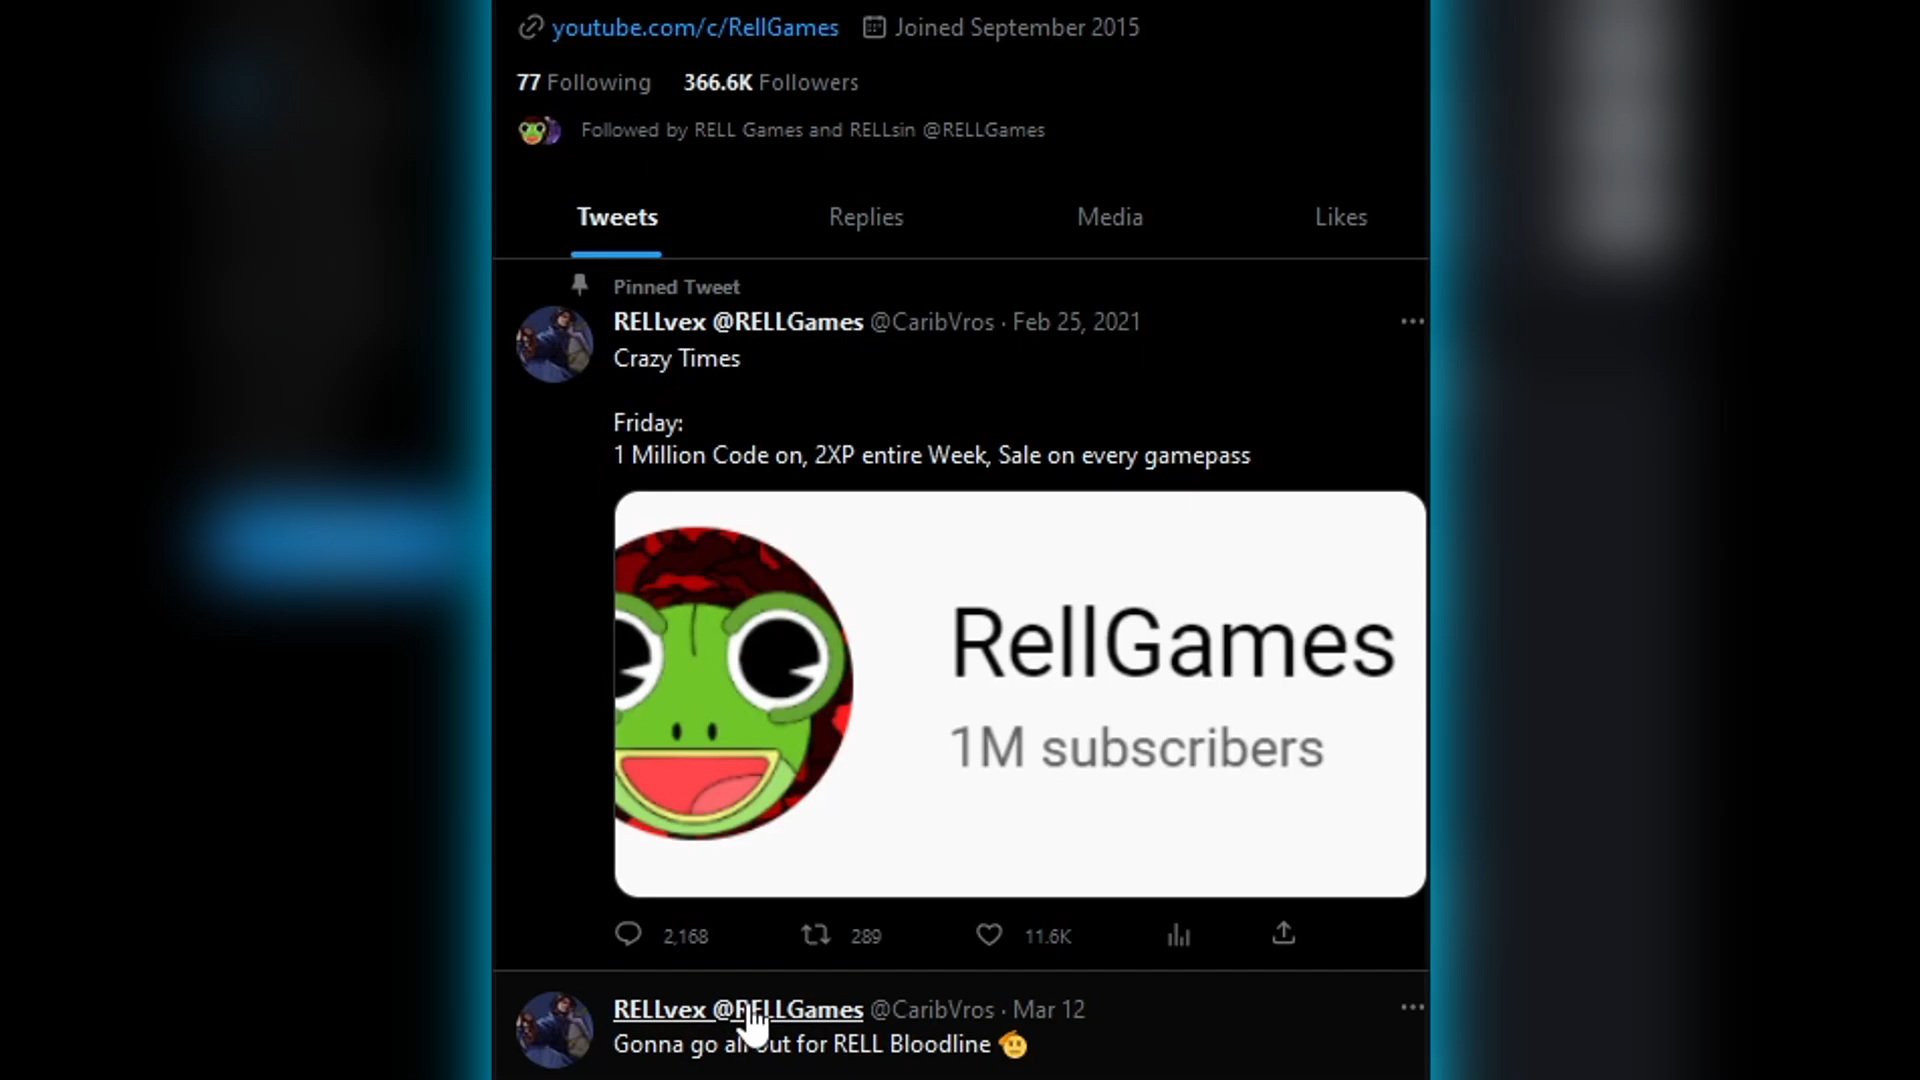 youtube.com/c/RellGames Joined September 2015
77 Following 366.6K Followers
Followed by RELL Games and RELLsin @RELLGames
Tweets Replies Media Likes
Pinned Tweet
RELLvex @RELLGames @CaribVros · Feb 25, 2021
Crazy Times
Friday:
1 Million Code on, 2XP entire Week, Sale on every gamepass
RellGames
1M subscribers
2,168 289 11.6K
RELLvex @RELLGames @CaribVros · Mar 12
Gonna go all out for RELL Bloodline 🫡